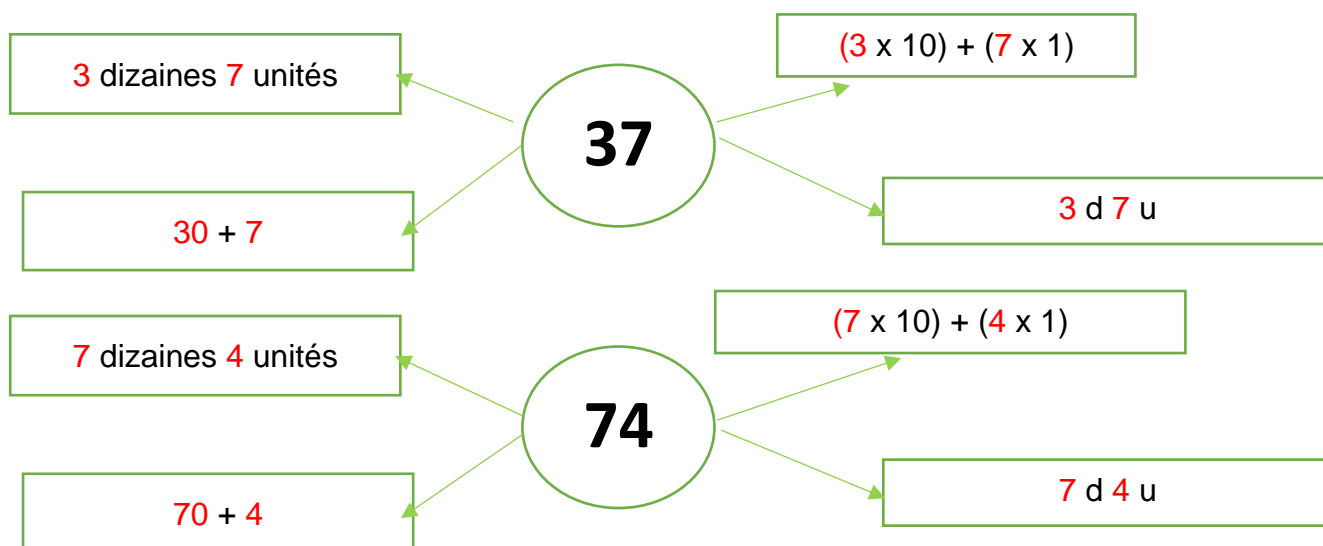 (3 x 10) + (7 x 1)
3 dizaines 7 unités
37
3 d 7 u
30 + 7
(7 x 10) + (4 x 1)
7 dizaines 4 unités
74
7 d 4 u
70 + 4